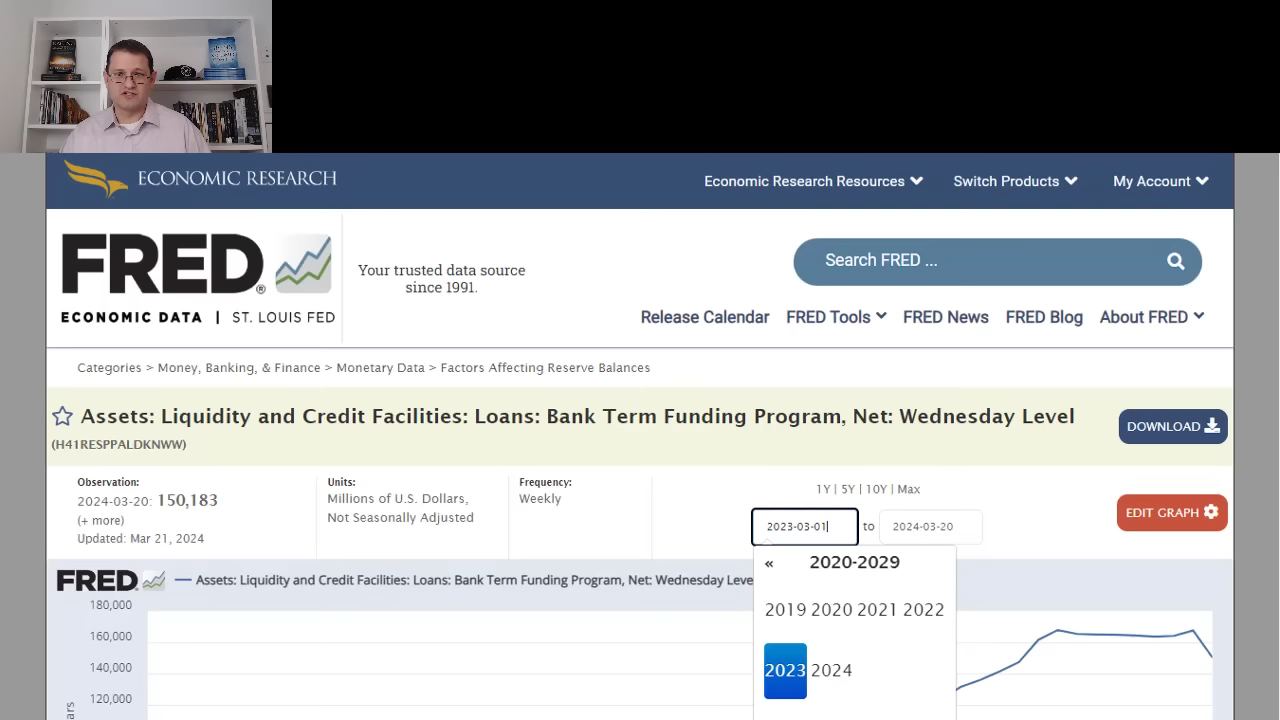 ECONOMIC RESEARCH
Economic Research Resources
Switch Products
My Account
FRED®
ECONOMIC DATA | ST. LOUIS FED
Your trusted data source
since 1991.
Search FRED ...
Release Calendar
FRED Tools
FRED News
FRED Blog
About FRED
Categories > Money, Banking, & Finance > Monetary Data > Factors Affecting Reserve Balances
Assets: Liquidity and Credit Facilities: Loans: Bank Term Funding Program, Net: Wednesday Level
(H41RESPPALDKNWW)
DOWNLOAD
Observation:
2024-03-20: 150,183
(+ more)
Updated: Mar 21, 2024
Units:
Millions of U.S. Dollars,
Not Seasonally Adjusted
Frequency:
Weekly
1Y | 5Y | 10Y | Max
2023-03-01 to 2024-03-20
EDIT GRAPH
« 2020-2029
2019 2020 2021 2022
2023 2024
FRED Assets: Liquidity and Credit Facilities: Loans: Bank Term Funding Program, Net: Wednesday Leve
180,000
160,000
140,000
120,000